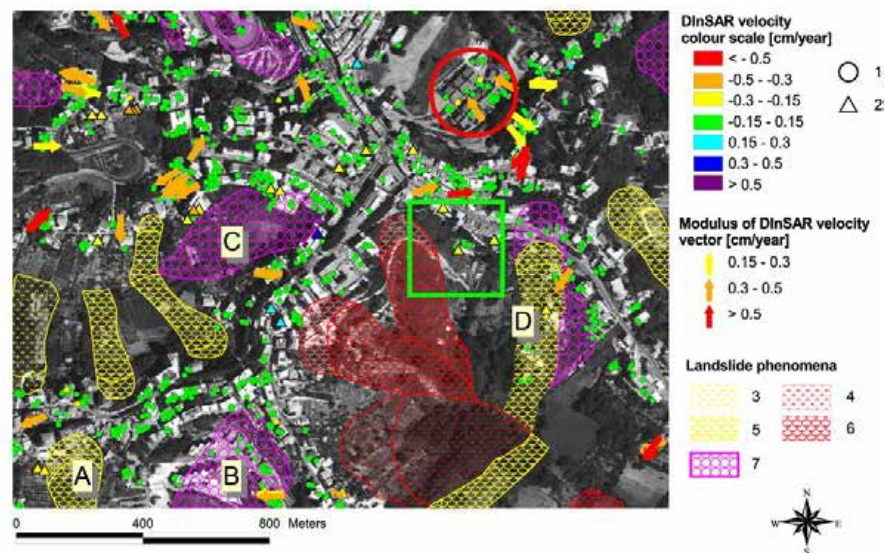 DInSAR velocity
colour scale [cm/year]
< - 0.5
-0.5 - -0.3
-0.3 - -0.15
-0.15 - 0.15
0.15 - 0.3
0.3 - 0.5
> 0.5
1
2
Modulus of DInSAR velocity
vector [cm/year]
0.15 - 0.3
0.3 - 0.5
> 0.5
Landslide phenomena
3
4
5
6
7
C
D
A
B
0
400
800
Meters
N
W
E
S